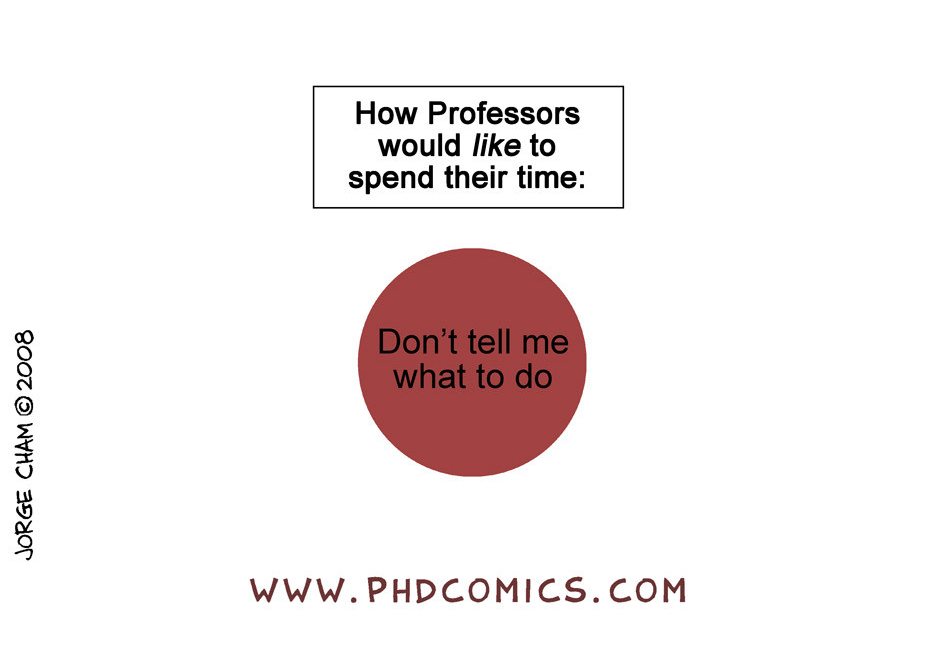 How Professors
would like to
spend their time:
Don't tell me
what to do
JORGE CHAM © 2008
WWW.PHDCOMICS.COM